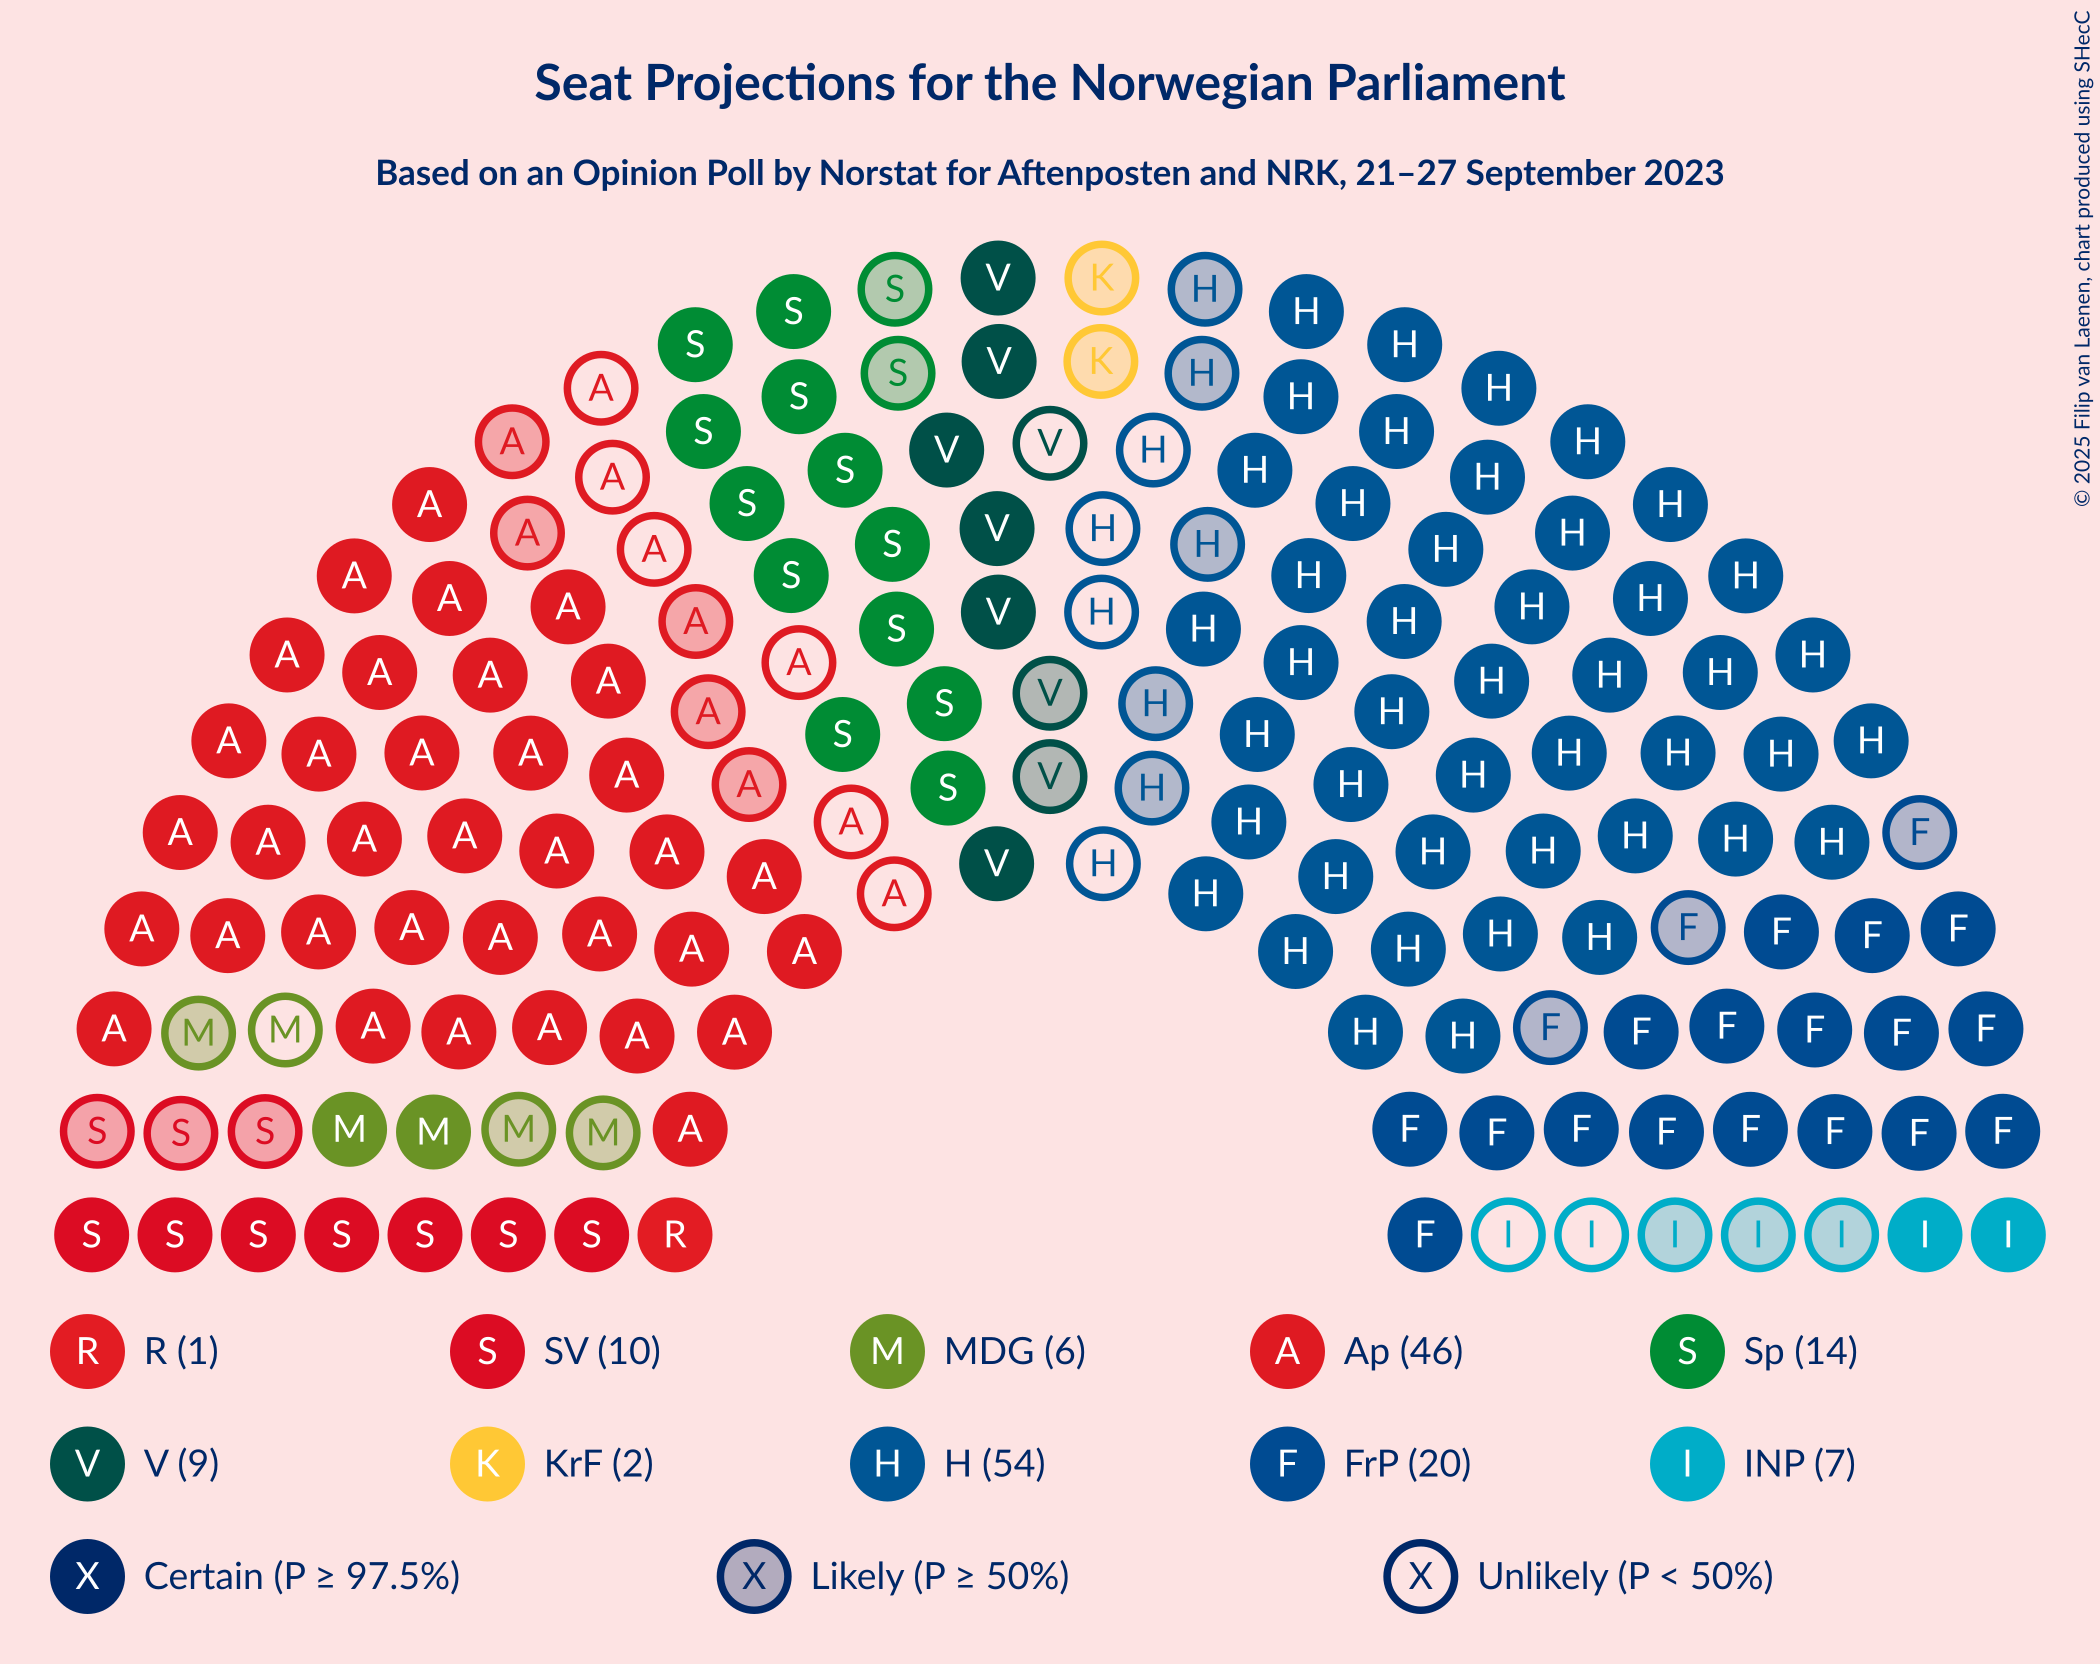 Seat Projections for the Norwegian Parliament
Based on an Opinion Poll by Norstat for Aftenposten and NRK, 21–27 September 2023
© 2025 Filip van Laenen, chart produced using SHecC
V K
S H
S H
S V K H
S S H H
A S H H
A S V V H H H
A S H H
A A S H H
A A S V H H H H
A A S H H
A A S H H H
A A S V H H H H
A A A S H H H
A A A A S V H H H H H
A A A S H H H
A A A A A S V H H H H H H
A A A A A A A V H H H H H H F
A A A A A A A A A H H H H F F F F
A M M A A A A A H H F F F F F F
S S S M M M M A F F F F F F F F
S S S S S S S R F I I I I I I I
R R (1) S SV (10) M MDG (6) A Ap (46) S Sp (14)
V V (9) K KrF (2) H H (54) F FrP (20) I INP (7)
X Certain (P ≥ 97.5%) X Likely (P ≥ 50%) X Unlikely (P < 50%)